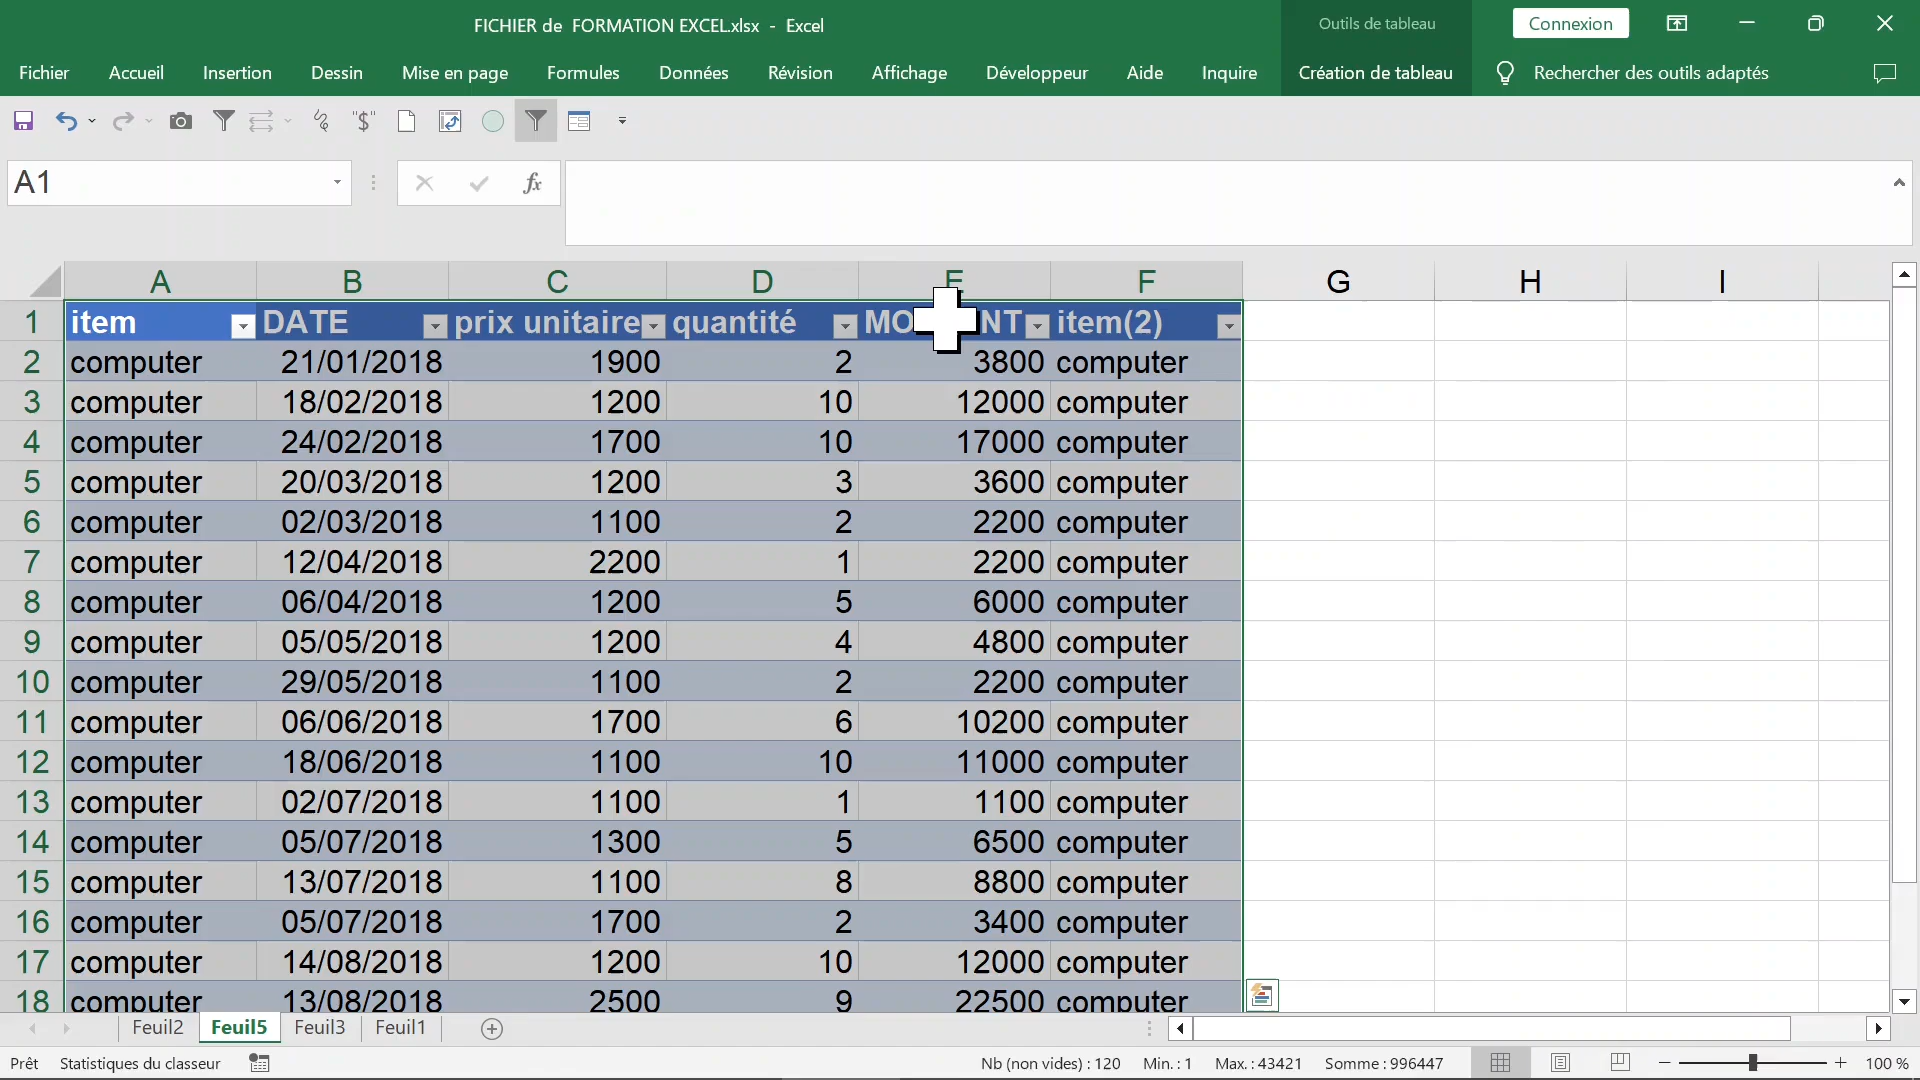 FICHIER de FORMATION EXCEL.xlsx - Excel
Outils de tableau
Connexion
Fichier Accueil Insertion Dessin Mise en page Formules Données Révision Affichage Développeur Aide Inquire Création de tableau Rechercher des outils adaptés
"$"
A1 fx
A B C D E F G H I
1 item DATE prix unitaire quantité item(2)
2 computer 21/01/2018 1900 2 3800 computer
3 computer 18/02/2018 1200 10 12000 computer
4 computer 24/02/2018 1700 10 17000 computer
5 computer 20/03/2018 1200 3 3600 computer
6 computer 02/03/2018 1100 2 2200 computer
7 computer 12/04/2018 2200 1 2200 computer
8 computer 06/04/2018 1200 5 6000 computer
9 computer 05/05/2018 1200 4 4800 computer
10 computer 29/05/2018 1100 2 2200 computer
11 computer 06/06/2018 1700 6 10200 computer
12 computer 18/06/2018 1100 10 11000 computer
13 computer 02/07/2018 1100 1 1100 computer
14 computer 05/07/2018 1300 5 6500 computer
15 computer 13/07/2018 1100 8 8800 computer
16 computer 05/07/2018 1700 2 3400 computer
17 computer 14/08/2018 1200 10 12000 computer
18 computer 13/08/2018 2500 9 22500 computer
Feuil2 Feuil5 Feuil3 Feuil1
Prêt Statistiques du classeur Nb (non vides) : 120 Min. : 1 Max. : 43421 Somme : 996447 100 %